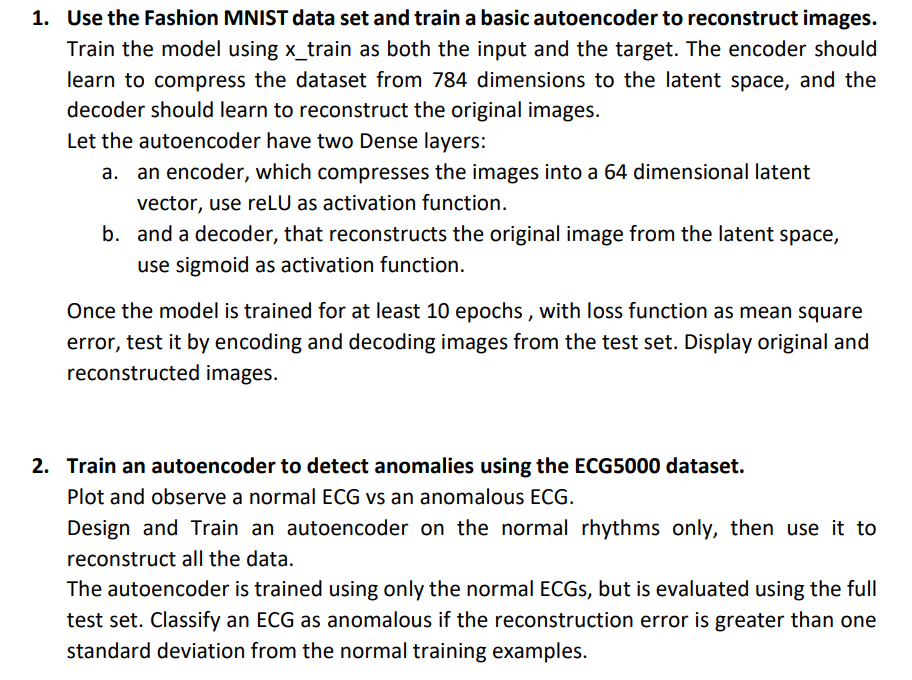 1. Use the Fashion MNIST data set and train a basic autoencoder to reconstruct images.
Train the model using x_train as both the input and the target. The encoder should
learn to compress the dataset from 784 dimensions to the latent space, and the
decoder should learn to reconstruct the original images.
Let the autoencoder have two Dense layers:
a. an encoder, which compresses the images into a 64 dimensional latent
vector, use reLU as activation function.
b. and a decoder, that reconstructs the original image from the latent space,
use sigmoid as activation function.
Once the model is trained for at least 10 epochs , with loss function as mean square
error, test it by encoding and decoding images from the test set. Display original and
reconstructed images.
2. Train an autoencoder to detect anomalies using the ECG5000 dataset.
Plot and observe a normal ECG vs an anomalous ECG.
Design and Train an autoencoder on the normal rhythms only, then use it to
reconstruct all the data.
The autoencoder is trained using only the normal ECGs, but is evaluated using the full
test set. Classify an ECG as anomalous if the reconstruction error is greater than one
standard deviation from the normal training examples.